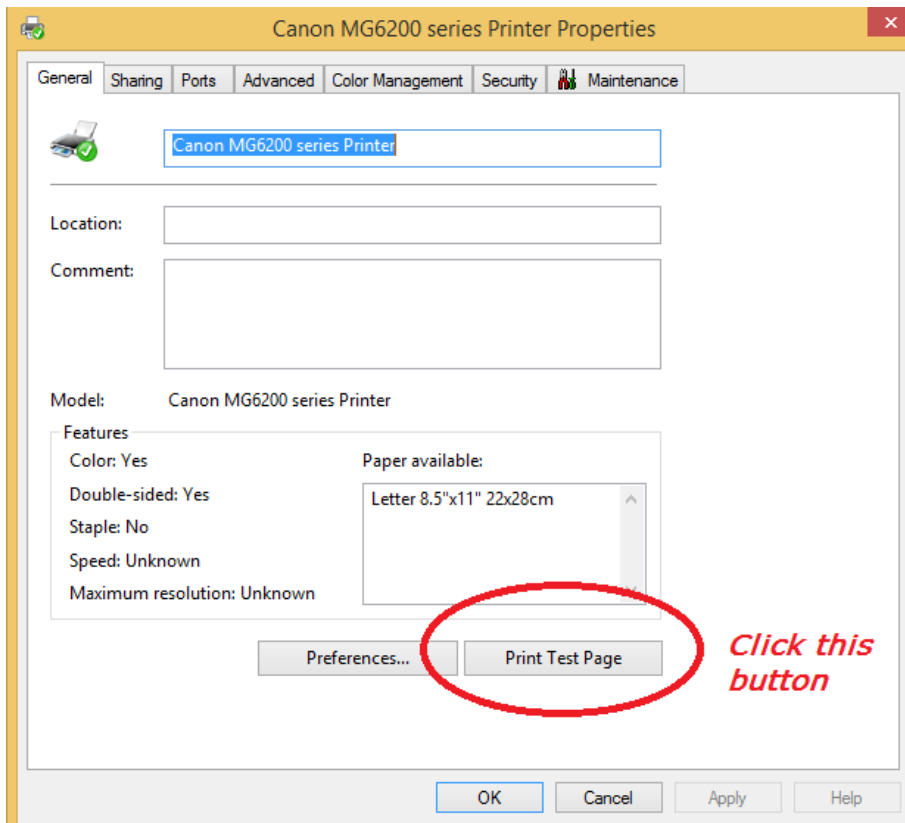 Canon MG6200 series Printer Properties
General Sharing Ports Advanced Color Management Security Maintenance
Canon MG6200 series Printer
Location:
Comment:
Model: Canon MG6200 series Printer
Features
Color: Yes Paper available:
Double-sided: Yes Letter 8.5"x11" 22x28cm
Staple: No
Speed: Unknown
Maximum resolution: Unknown
Preferences... Print Test Page
Click this
button
OK Cancel Apply Help